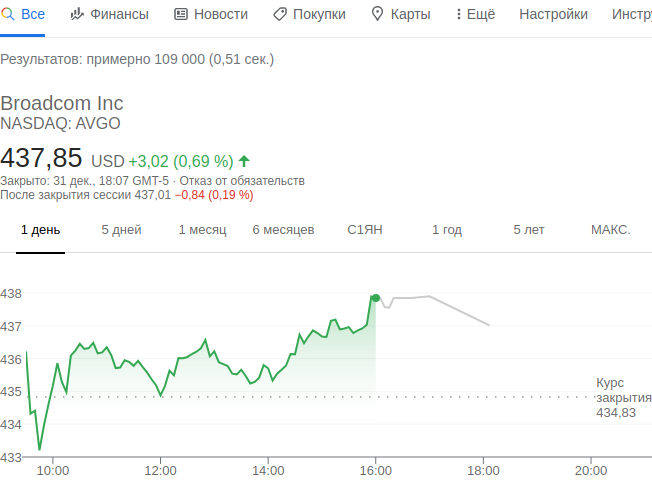 Все Финансы Новости Покупки Карты Ещё Настройки Инстру
Результатов: примерно 109 000 (0,51 сек.)
Broadcom Inc
NASDAQ: AVGO
437,85 USD +3,02 (0,69 %)
Закрыто: 31 дек., 18:07 GMT-5 · Отказ от обязательств
После закрытия сессии 437,01 −0,84 (0,19 %)
1 день 5 дней 1 месяц 6 месяцев С1ЯН 1 год 5 лет МАКС.
438
437
436
435
434
433
Курс
закрытия
434,83
10:00 12:00 14:00 16:00 18:00 20:00